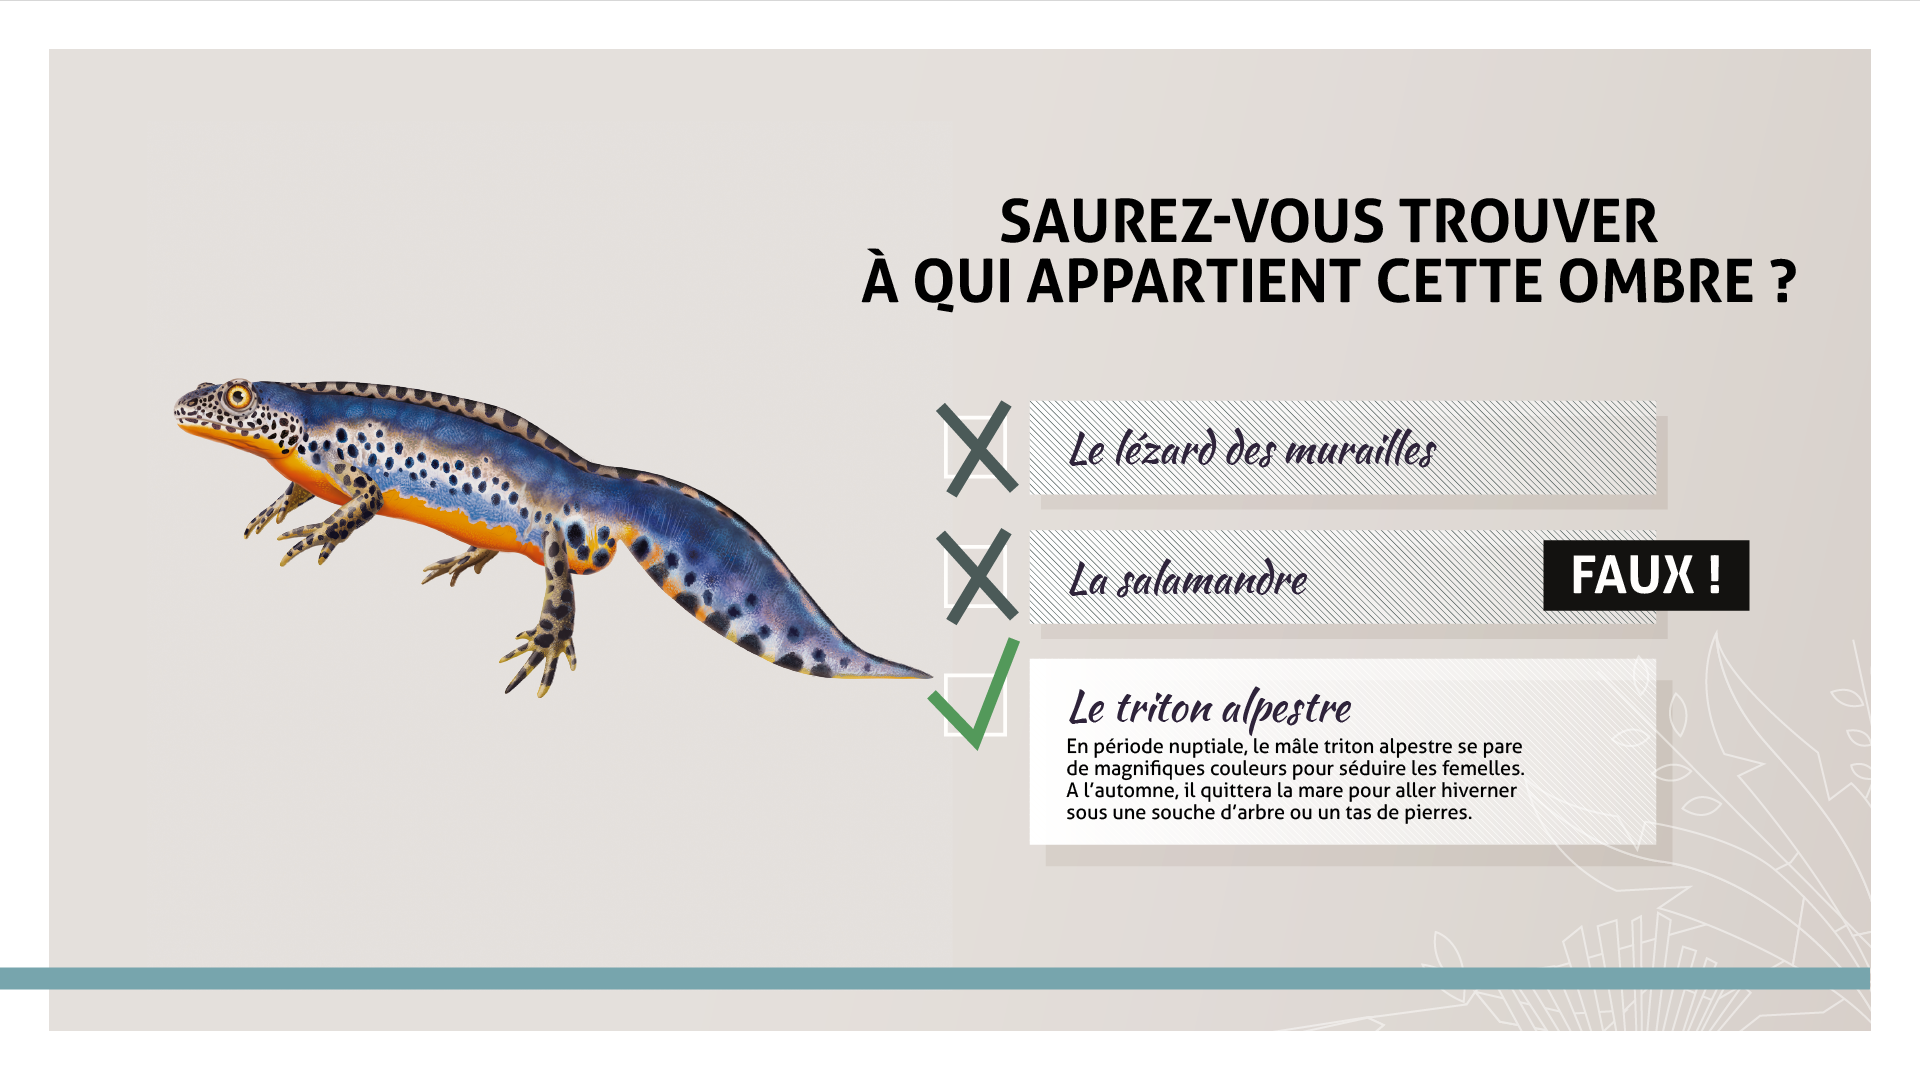 SAUREZ-VOUS TROUVER
À QUI APPARTIENT CETTE OMBRE ?
Le lézard des murailles
La salamandre
FAUX !
Le triton alpestre
En période nuptiale, le mâle triton alpestre se pare
de magnifiques couleurs pour séduire les femelles.
A l’automne, il quittera la mare pour aller hiverner
sous une souche d’arbre ou un tas de pierres.